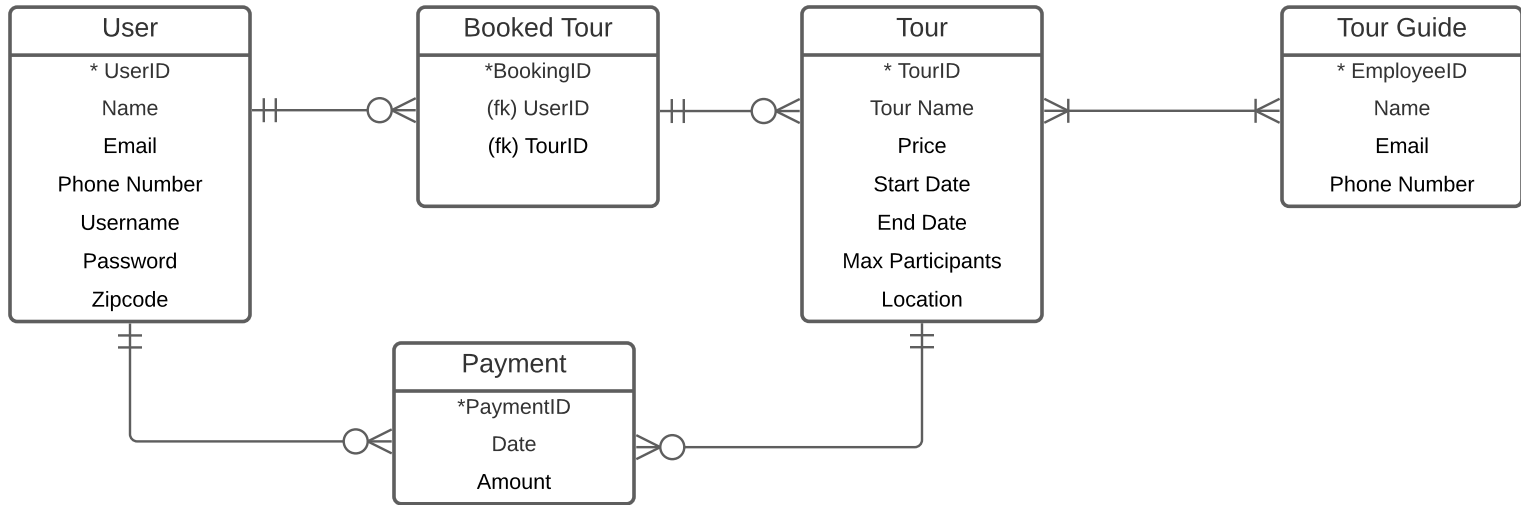 User
* UserID
Name
Email
Phone Number
Username
Password
Zipcode
Booked Tour
*BookingID
(fk) UserID
(fk) TourID
Tour
* TourID
Tour Name
Price
Start Date
End Date
Max Participants
Location
Tour Guide
* EmployeeID
Name
Email
Phone Number
Payment
*PaymentID
Date
Amount